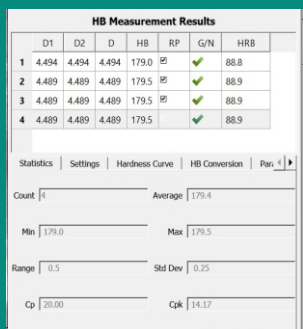 HB Measurement Results
D1 D2 D HB RP G/N HRB
1 4.494 4.494 4.494 179.0 88.8
2 4.489 4.489 4.489 179.5 88.9
3 4.489 4.489 4.489 179.5 88.9
4 4.489 4.489 4.489 179.5 88.9
Statistics Settings Hardness Curve HB Conversion Par
Count 4 Average 179.4
Min 179.0 Max 179.5
Range 0.5 Std Dev 0.25
Cp 20.00 Cpk 14.17